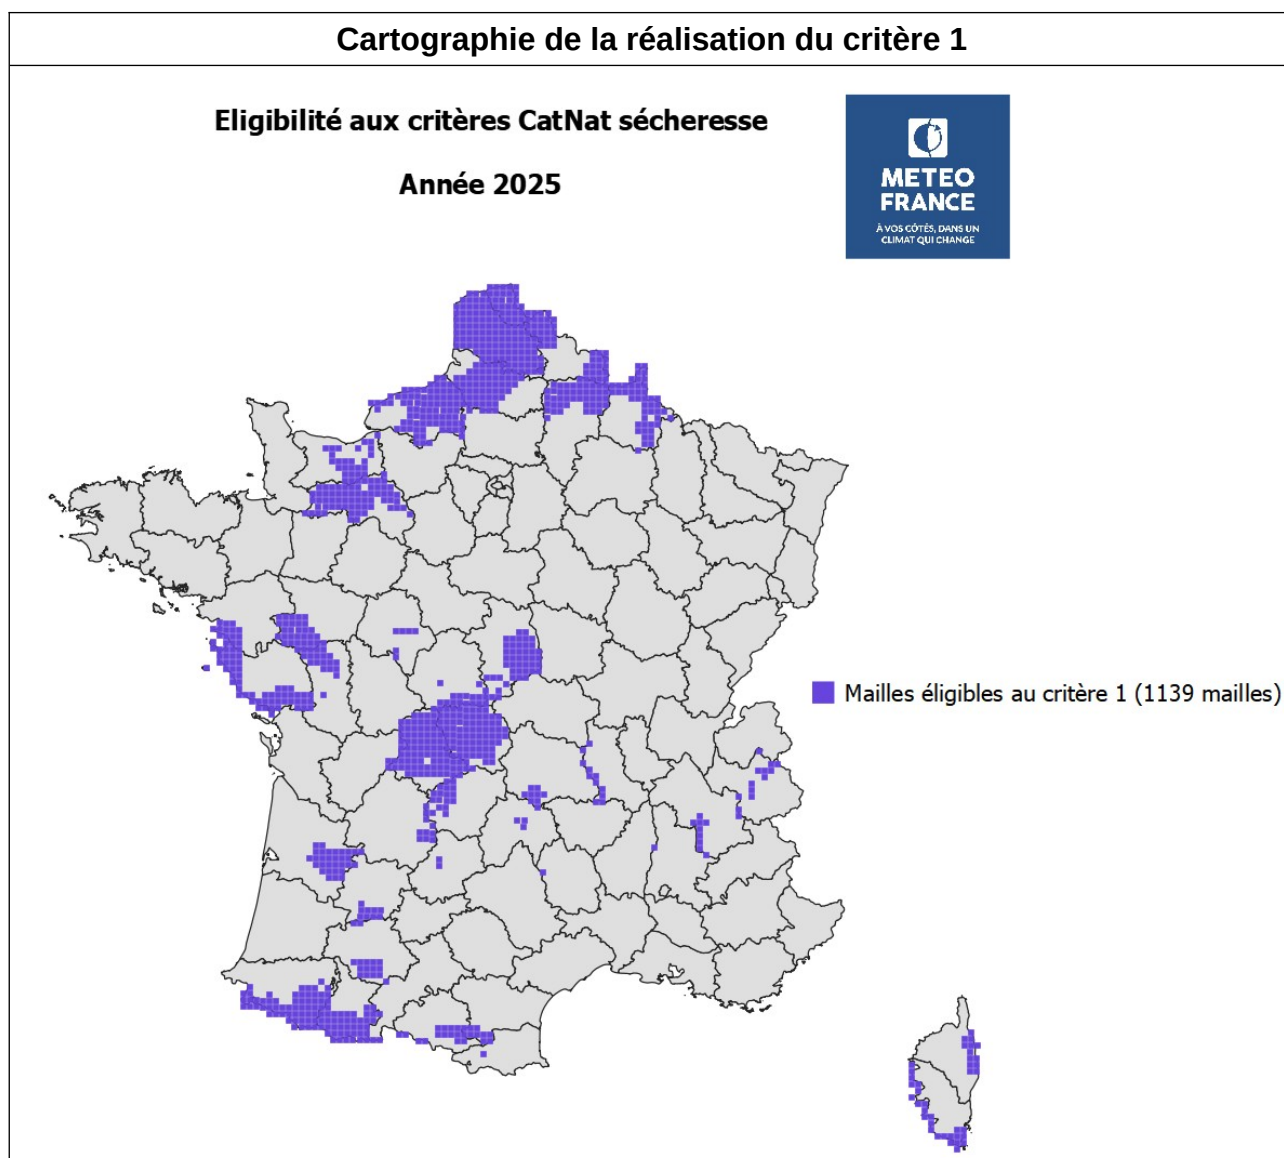 Cartographie de la réalisation du critère 1
Eligibilité aux critères CatNat sécheresse
Année 2025
METEO
FRANCE
À VOS CÔTÉS, DANS UN
CLIMAT QUI CHANGE
Mailles éligibles au critère 1 (1139 mailles)